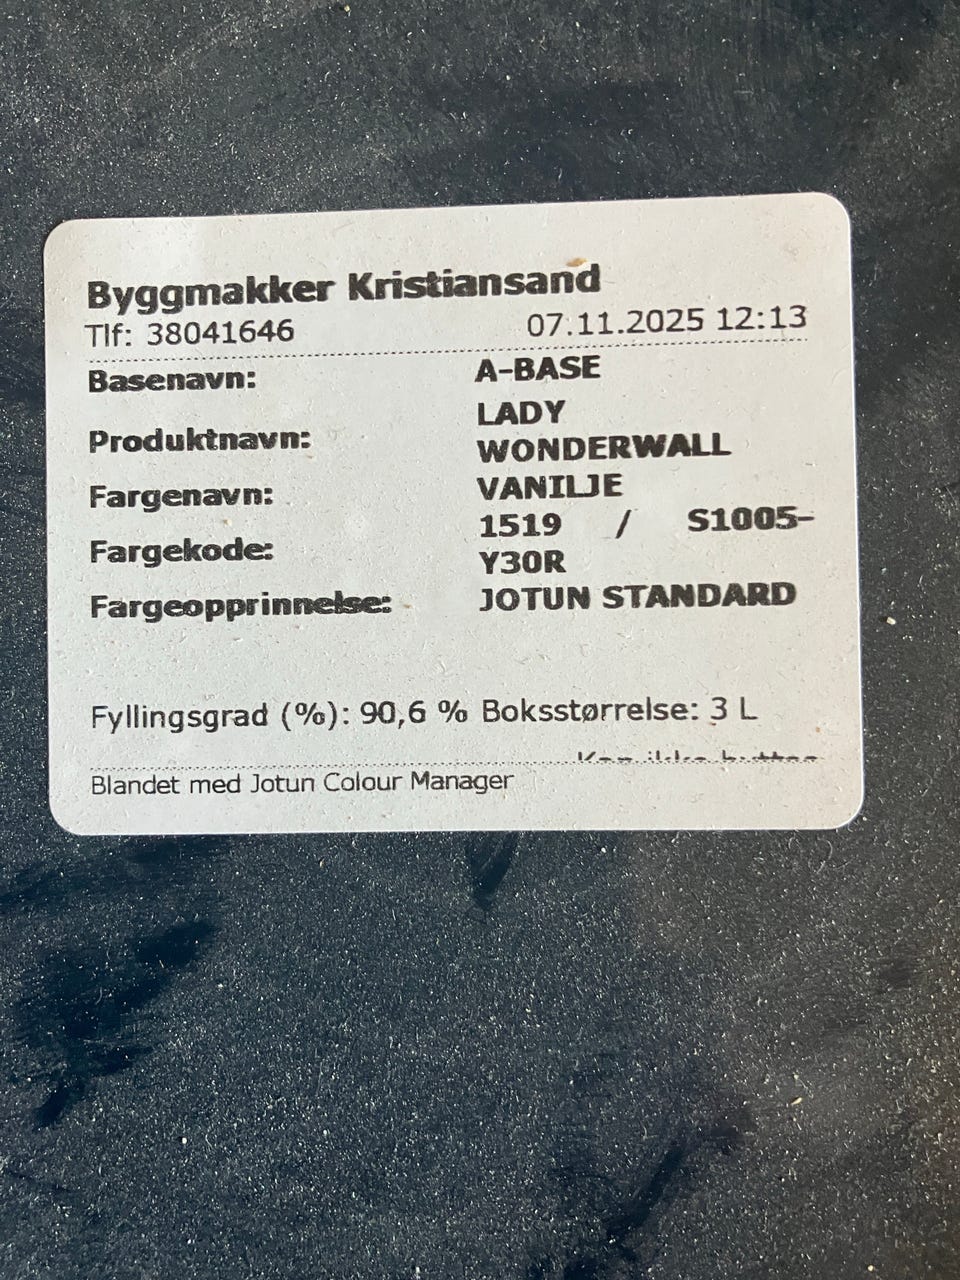 Byggmakker Kristiansand
Tlf: 38041646 07.11.2025 12:13
Basenavn: A-BASE
Produktnavn: LADY
WONDERWALL
Fargenavn: VANILJE
Fargekode: 1519 / S1005-
Y30R
Fargeopprinnelse: JOTUN STANDARD
Fyllingsgrad (%): 90,6 % Boksstørrelse: 3 L
Blandet med Jotun Colour Manager